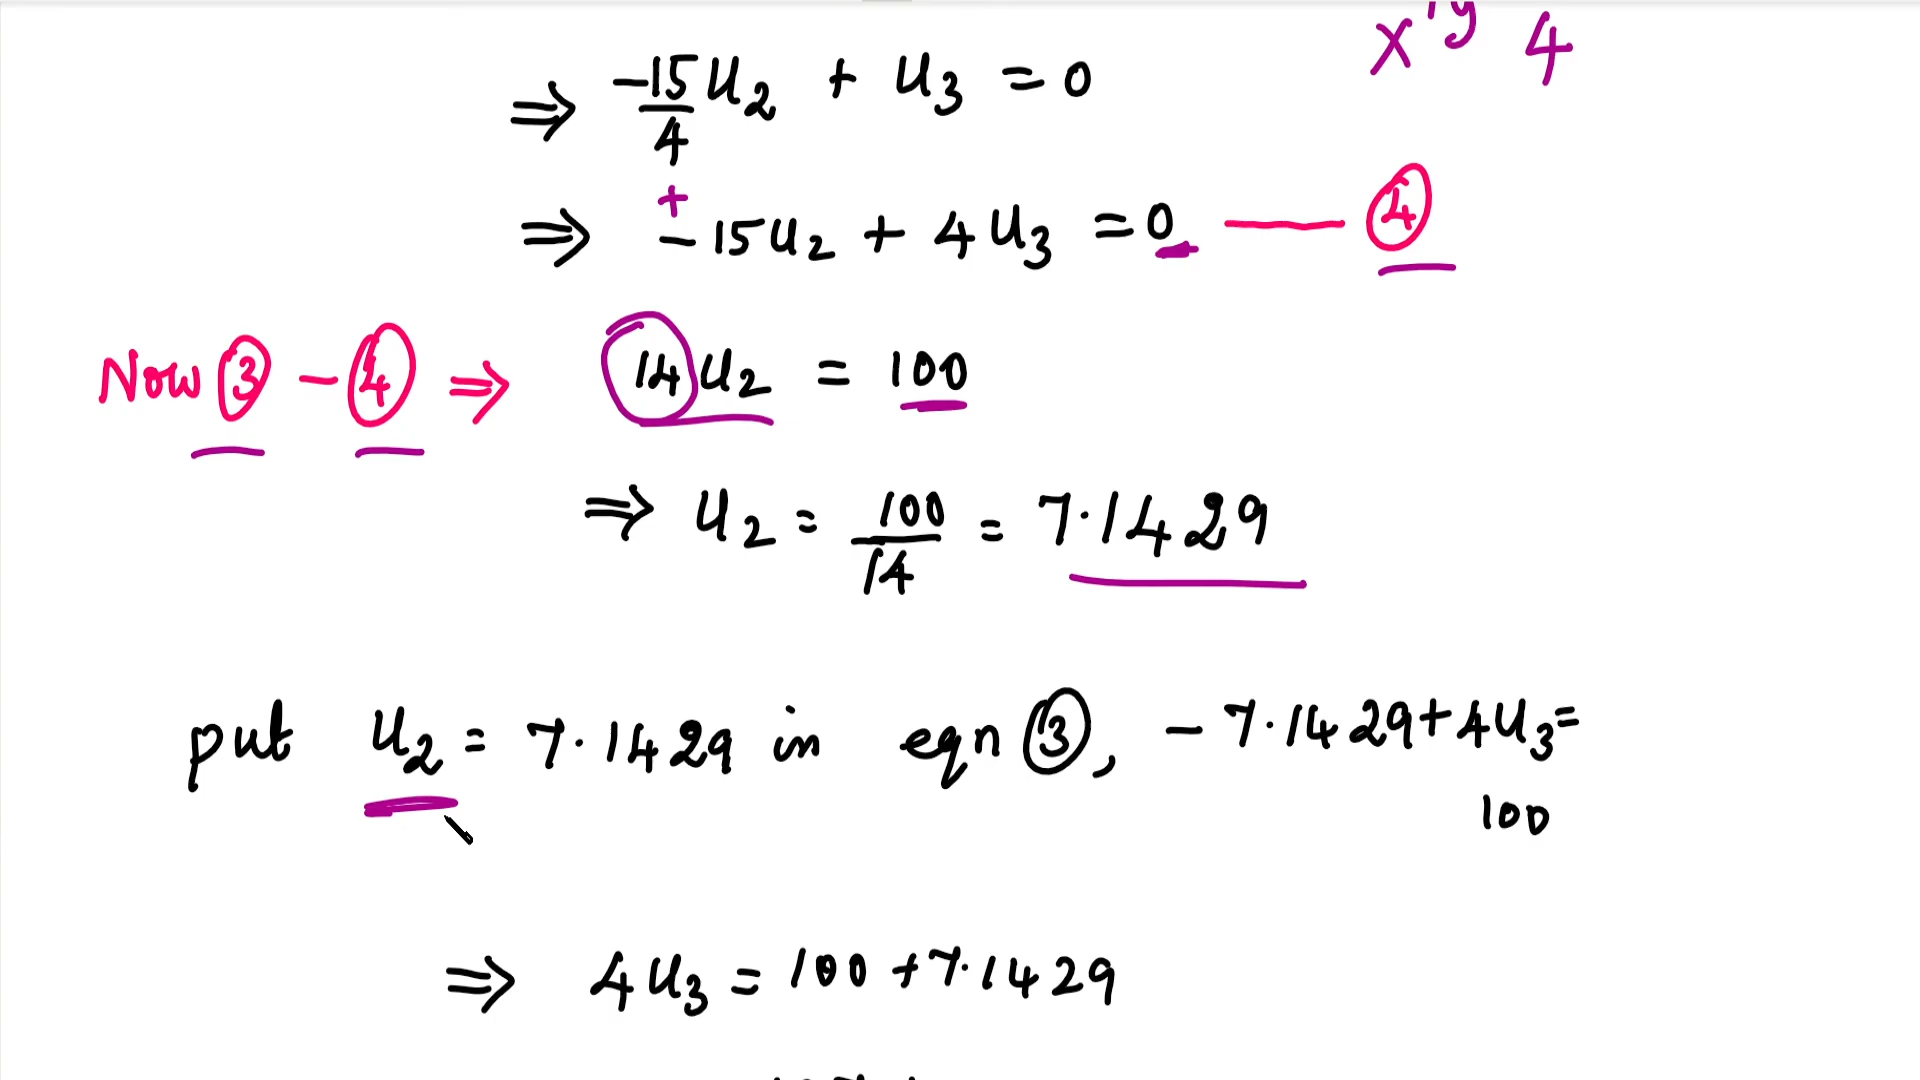 x y 4
⇒ -15/4 u2 + u3 = 0
+
⇒ -15u2 + 4u3 = 0 — ④
Now ③ - ④ ⇒ 14u2 = 100
⇒ u2 = 100/14 = 7.1429
put u2 = 7.1429 in eqn ③, -7.1429+4u3=
100
⇒ 4u3 = 100 +7.1429